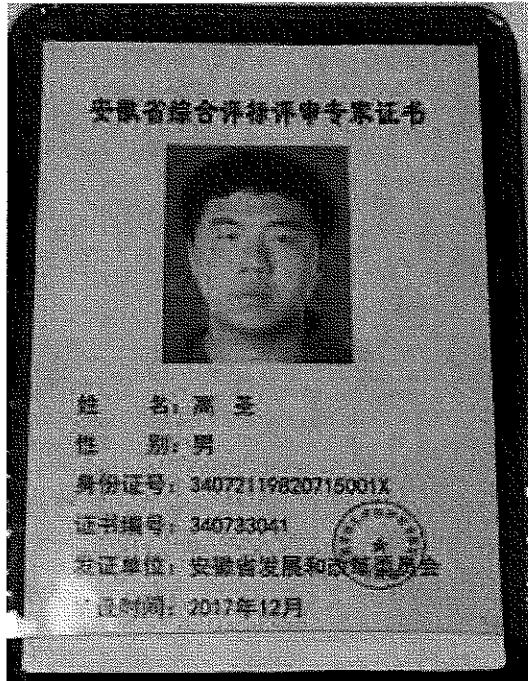 安徽省综合评标评审专家证书
姓 名：高 圣
性 别：男
身份证号：34072119820715001X
证书编号：340733041
发证单位：安徽省发展和改革委员会
时间：2017年12月